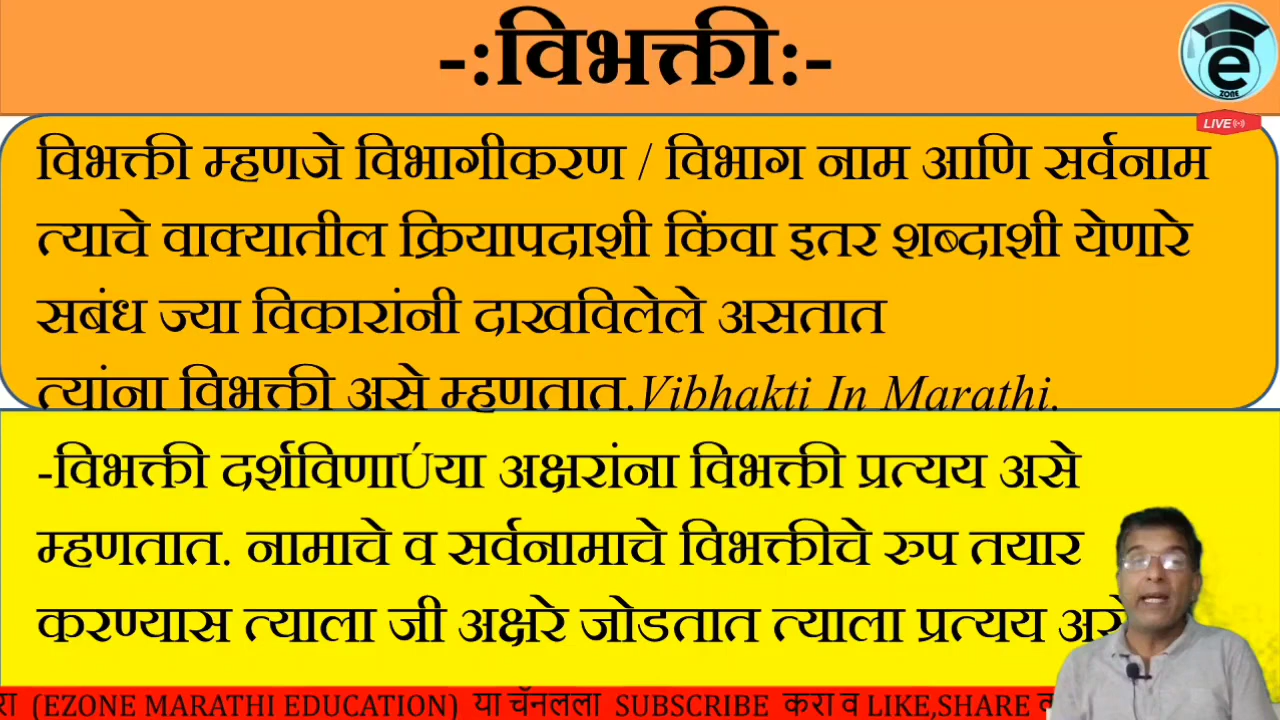 -:विभक्ती:-
e
ZONE
LIVE
विभक्ती म्हणजे विभागीकरण / विभाग नाम आणि सर्वनाम
त्याचे वाक्यातील क्रियापदाशी किंवा इतर शब्दाशी येणारे
सबंध ज्या विकारांनी दाखविलेले असतात
त्यांना विभक्ती असे म्हणतात.Vibhakti In Marathi.
-विभक्ती दर्शविणाÚया अक्षरांना विभक्ती प्रत्यय असे
म्हणतात. नामाचे व सर्वनामाचे विभक्तीचे रुप तयार
करण्यास त्याला जी अक्षरे जोडतात त्याला प्रत्यय असे
(EZONE MARATHI EDUCATION) या चॅनलला SUBSCRIBE करा व LIKE,SHARE